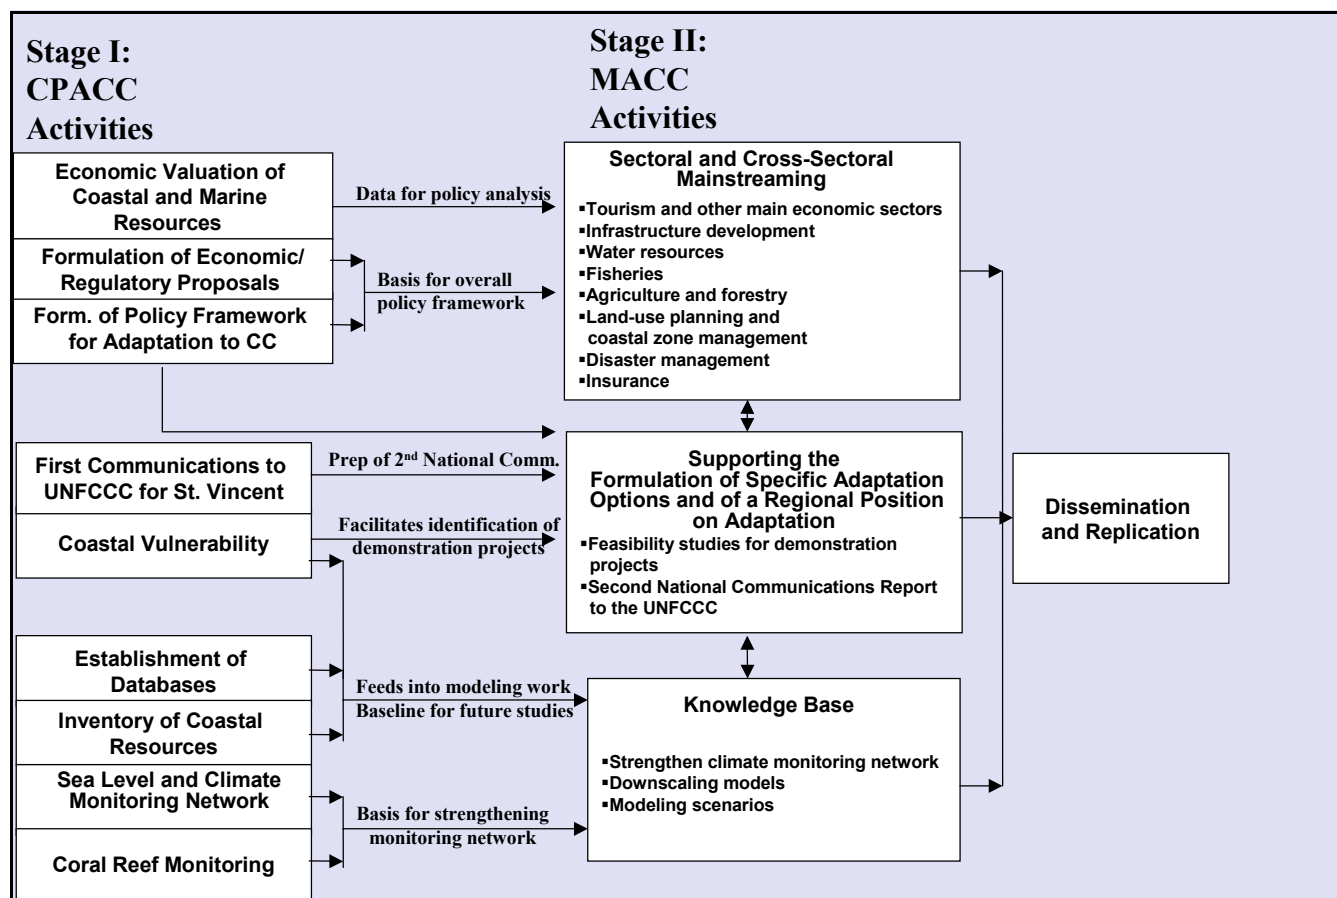 Stage I:
CPACC
Activities
Stage II:
MACC
Activities
Economic Valuation of
Coastal and Marine
Resources
Formulation of Economic/
Regulatory Proposals
Form. of Policy Framework
for Adaptation to CC
Data for policy analysis
Basis for overall
policy framework
Sectoral and Cross-Sectoral
Mainstreaming
▪Tourism and other main economic sectors
▪Infrastructure development
▪Water resources
▪Fisheries
▪Agriculture and forestry
▪Land-use planning and
coastal zone management
▪Disaster management
▪Insurance
First Communications to
UNFCCC for St. Vincent
Coastal Vulnerability
Prep of 2nd National Comm.
Facilitates identification of
demonstration projects
Supporting the
Formulation of Specific Adaptation
Options and of a Regional Position
on Adaptation
▪Feasibility studies for demonstration
projects
▪Second National Communications Report
to the UNFCCC
Dissemination
and Replication
Establishment of
Databases
Inventory of Coastal
Resources
Sea Level and Climate
Monitoring Network
Coral Reef Monitoring
Feeds into modeling work
Baseline for future studies
Basis for strengthening
monitoring network
Knowledge Base
▪Strengthen climate monitoring network
▪Downscaling models
▪Modeling scenarios